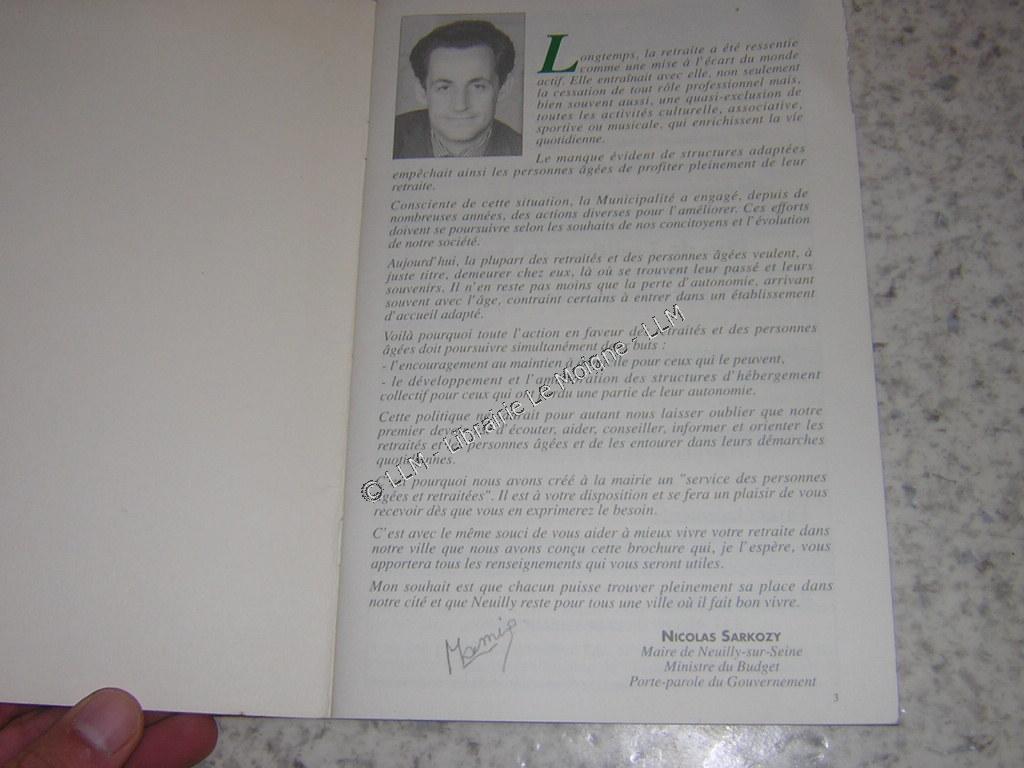 Longtemps, la retraite a été ressentie
comme une mise à l'écart du monde
actif. Elle entraînait avec elle, non seulement
la cessation de tout rôle professionnel mais,
bien souvent aussi, une quasi-exclusion de
toutes les activités culturelle, associative,
sportive ou musicale, qui enrichissent la vie
quotidienne.
Le manque évident de structures adaptées
empêchait ainsi les personnes âgées de profiter pleinement de leur
retraite.
Consciente de cette situation, la Municipalité a engagé, depuis de
nombreuses années, des actions diverses pour l'améliorer. Ces efforts
doivent se poursuivre selon les souhaits de nos concitoyens et l'évolution
de notre société.
Aujourd'hui, la plupart des retraités et des personnes âgées veulent, à
juste titre, demeurer chez eux, là où se trouvent leur passé et leurs
souvenirs. Il n'en reste pas moins que la perte d'autonomie, arrivant
souvent avec l'âge, contraint certains à entrer dans un établissement
d'accueil adapté.
Voilà pourquoi toute l'action en faveur des retraités et des personnes
âgées doit poursuivre simultanément deux buts :
- l'encouragement au maintien à domicile pour ceux qui le peuvent,
- le développement et l'amélioration des structures d'hébergement
collectif pour ceux qui ont perdu une partie de leur autonomie.
Cette politique ne saurait pour autant nous laisser oublier que notre
premier devoir est d'écouter, aider, conseiller, informer et orienter les
retraités et les personnes âgées et de les entourer dans leurs démarches
quotidiennes.
C'est pourquoi nous avons créé à la mairie un "service des personnes
âgées et retraitées". Il est à votre disposition et se fera un plaisir de vous
recevoir dès que vous en exprimerez le besoin.
C'est avec le même souci de vous aider à mieux vivre votre retraite dans
notre ville que nous avons conçu cette brochure qui, je l'espère, vous
apportera tous les renseignements qui vous seront utiles.
Mon souhait est que chacun puisse trouver pleinement sa place dans
notre cité et que Neuilly reste pour tous une ville où il fait bon vivre.
NICOLAS SARKOZY
Maire de Neuilly-sur-Seine
Ministre du Budget
Porte-parole du Gouvernement
3
© LLM - Librairie Le Moigne - LLM